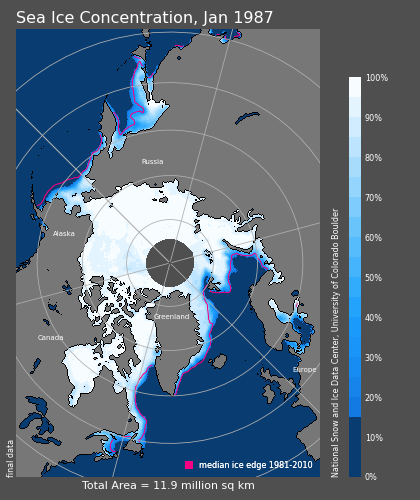 Sea Ice Concentration, Jan 1987
100%
90%
80%
70%
60%
50%
40%
30%
20%
10%
0%
Russia
Alaska
Greenland
Canada
Europe
National Snow and Ice Data Center, University of Colorado Boulder
final data
median ice edge 1981-2010
Total Area = 11.9 million sq km